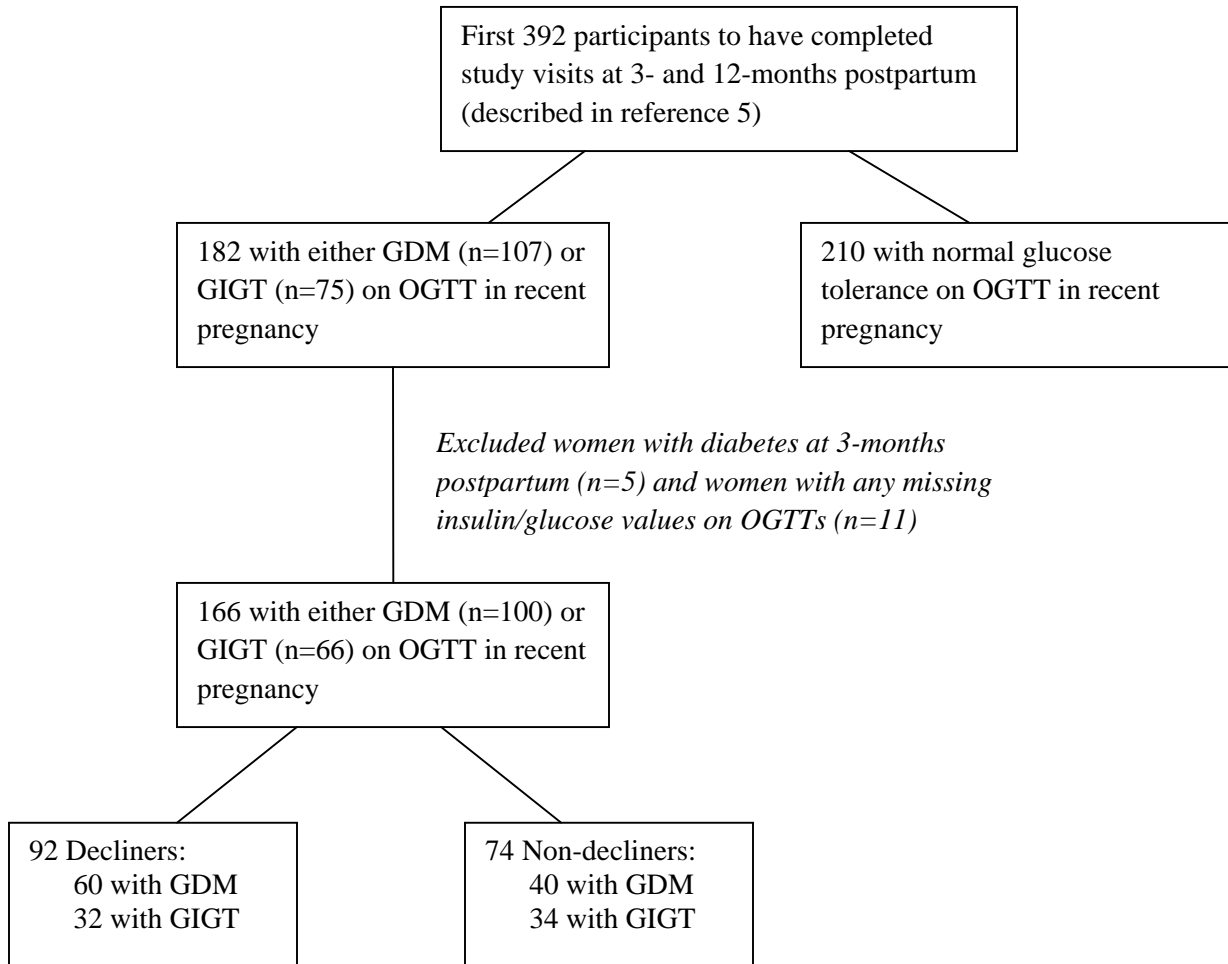 First 392 participants to have completed
study visits at 3- and 12-months postpartum
(described in reference 5)
182 with either GDM (n=107) or
GIGT (n=75) on OGTT in recent
pregnancy
210 with normal glucose
tolerance on OGTT in recent
pregnancy
Excluded women with diabetes at 3-months
postpartum (n=5) and women with any missing
insulin/glucose values on OGTTs (n=11)
166 with either GDM (n=100) or
GIGT (n=66) on OGTT in recent
pregnancy
92 Decliners:
60 with GDM
32 with GIGT
74 Non-decliners:
40 with GDM
34 with GIGT